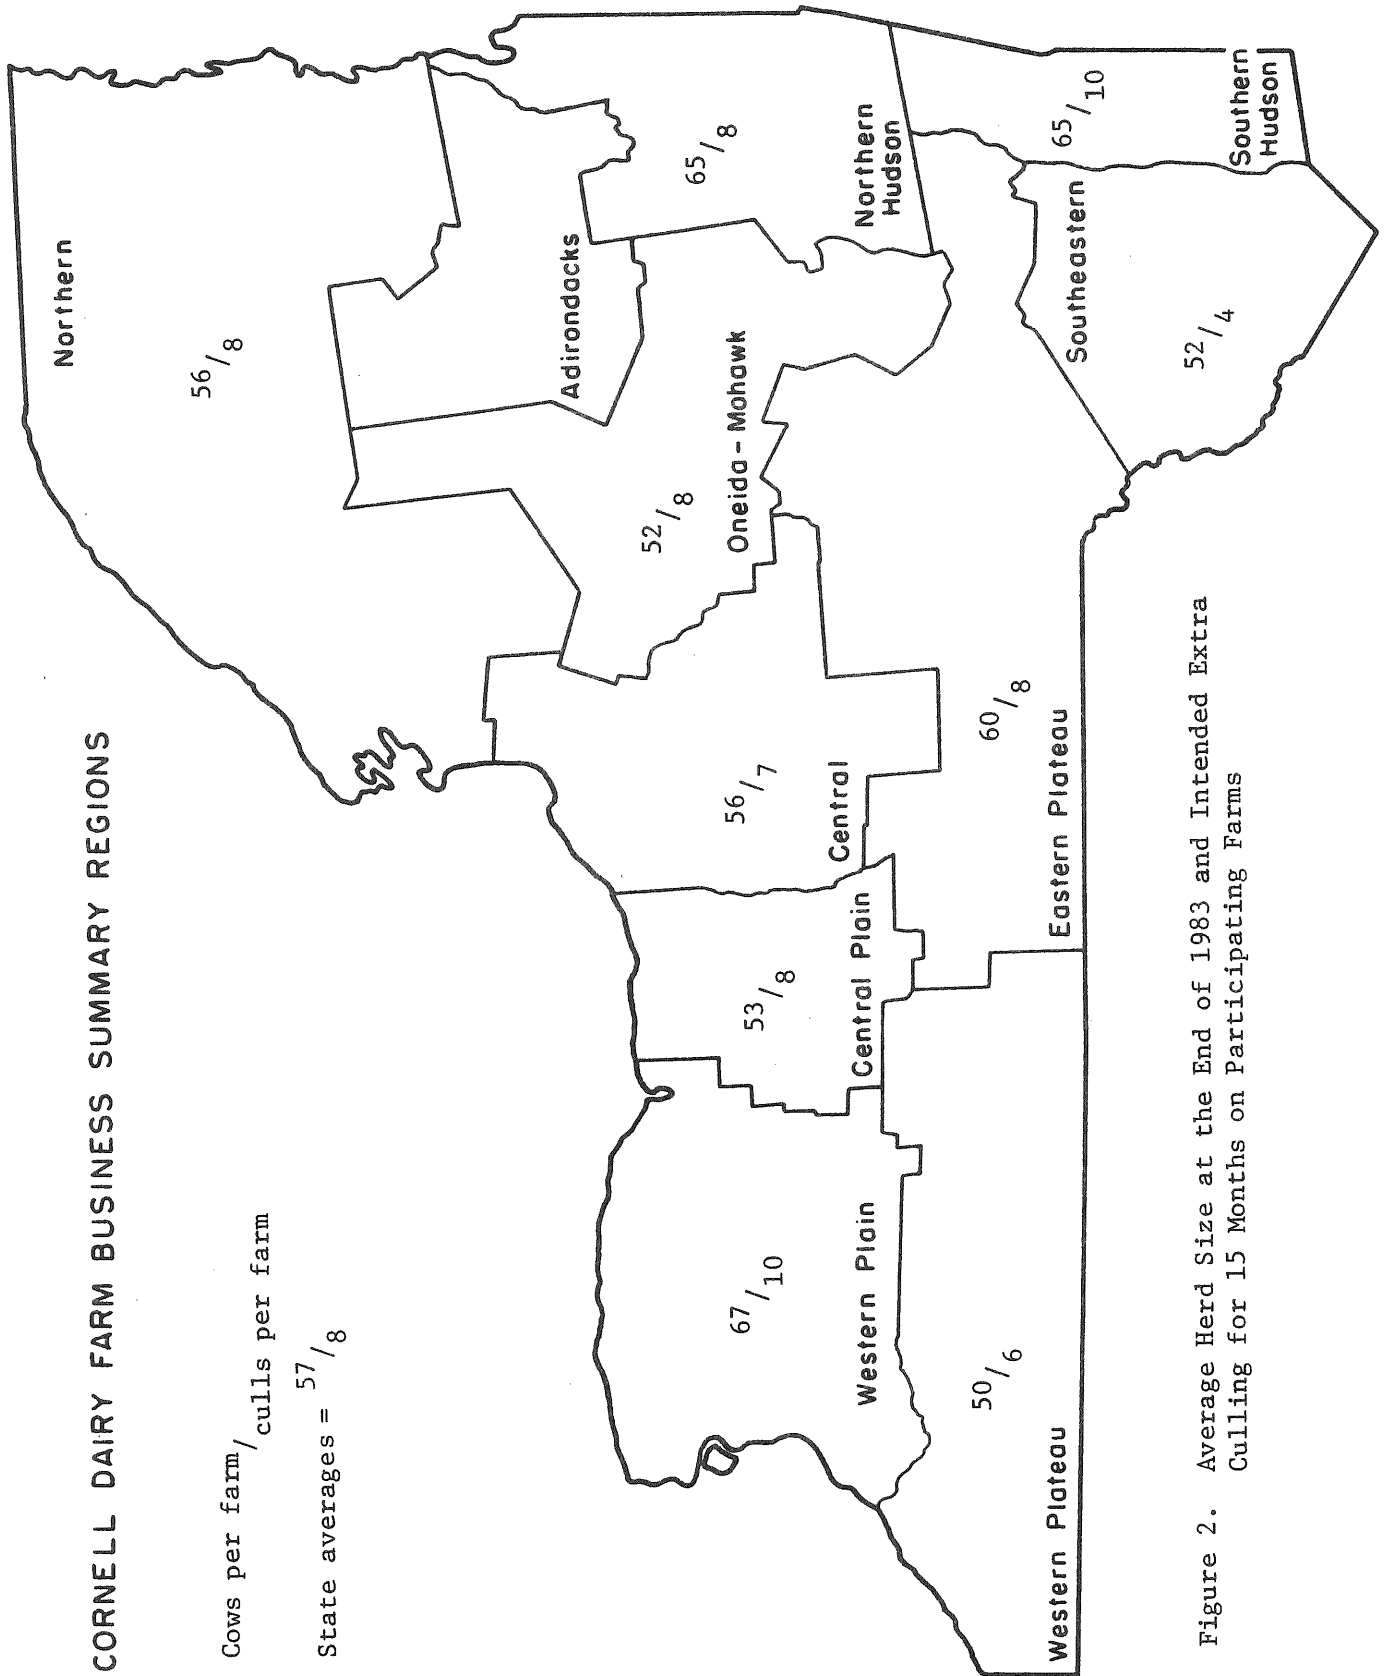 CORNELL DAIRY FARM BUSINESS SUMMARY REGIONS
Cows per farm/culls per farm
State averages = 57/8
Northern
56/8
Adirondacks
65/8
Northern
Hudson
52/8
Oneida-Mohawk
56/7
Central
53/8
Central Plain
67/10
Western Plain
50/6
Western Plateau
60/8
Eastern Plateau
Southeastern
52/4
65/10
Southern
Hudson
Figure 2. Average Herd Size at the End of 1983 and Intended Extra
Culling for 15 Months on Participating Farms